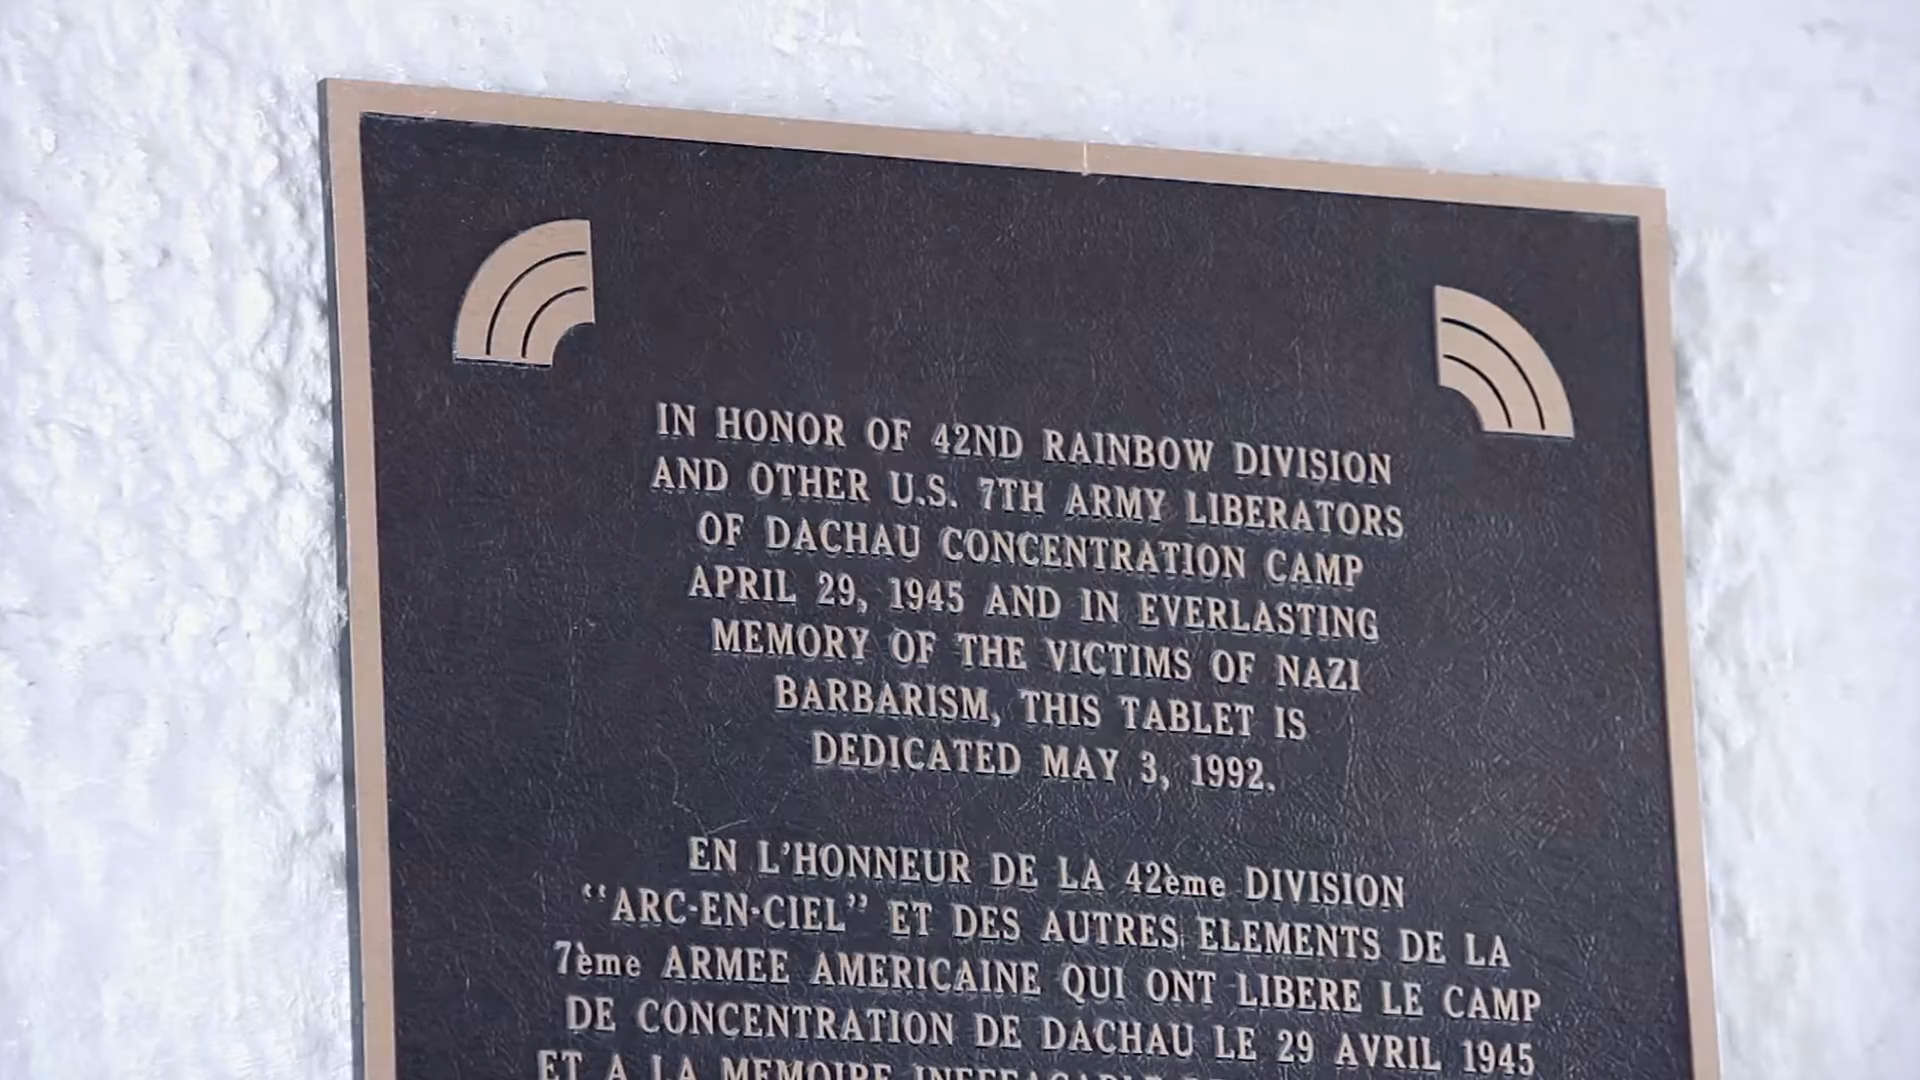 IN HONOR OF 42ND RAINBOW DIVISION
AND OTHER U.S. 7TH ARMY LIBERATORS
OF DACHAU CONCENTRATION CAMP
APRIL 29, 1945 AND IN EVERLASTING
MEMORY OF THE VICTIMS OF NAZI
BARBARISM, THIS TABLET IS
DEDICATED MAY 3, 1992.
EN L'HONNEUR DE LA 42ème DIVISION
“ARC-EN-CIEL” ET DES AUTRES ELEMENTS DE LA
7ème ARMEE AMERICAINE QUI ONT LIBERE LE CAMP
DE CONCENTRATION DE DACHAU LE 29 AVRIL 1945
ET A LA MEMOIRE